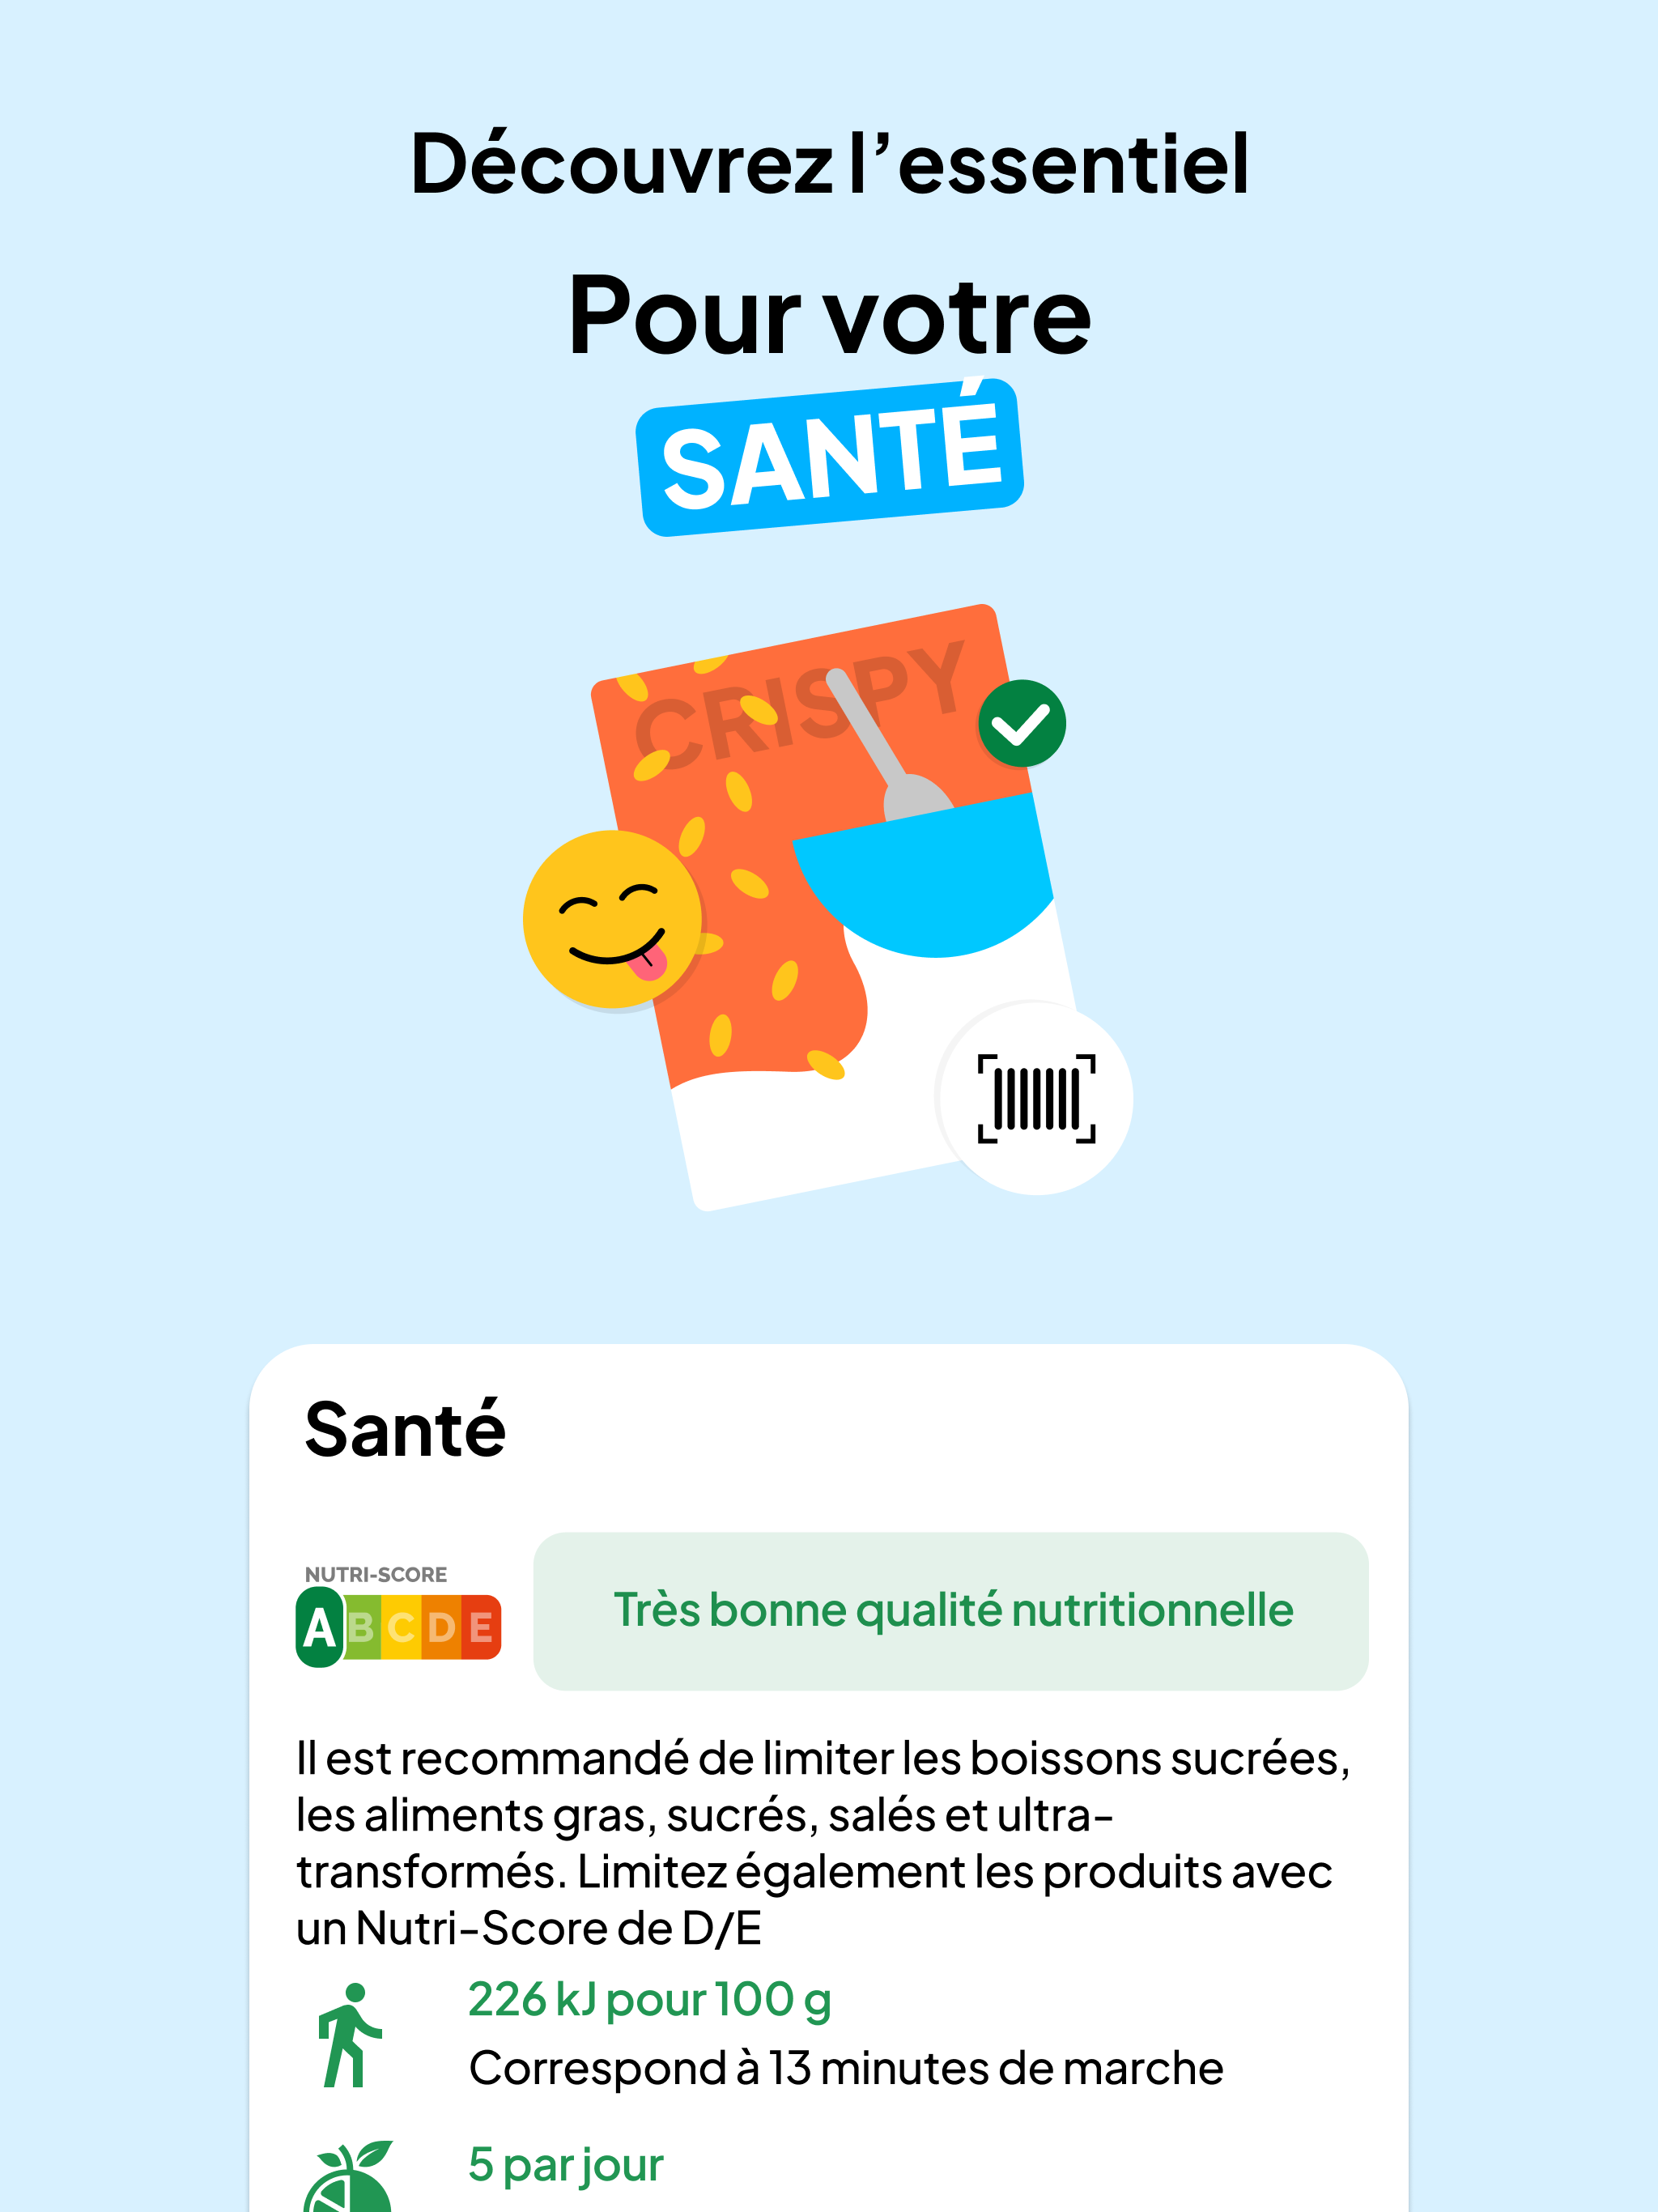 Découvrez l’essentiel
Pour votre
SANTÉ
CRISPY
Santé
NUTRI-SCORE
A B C D E
Très bonne qualité nutritionnelle
Il est recommandé de limiter les boissons sucrées,
les aliments gras, sucrés, salés et ultra-
transformés. Limitez également les produits avec
un Nutri-Score de D/E
226 kJ pour 100 g
Correspond à 13 minutes de marche
5 par jour